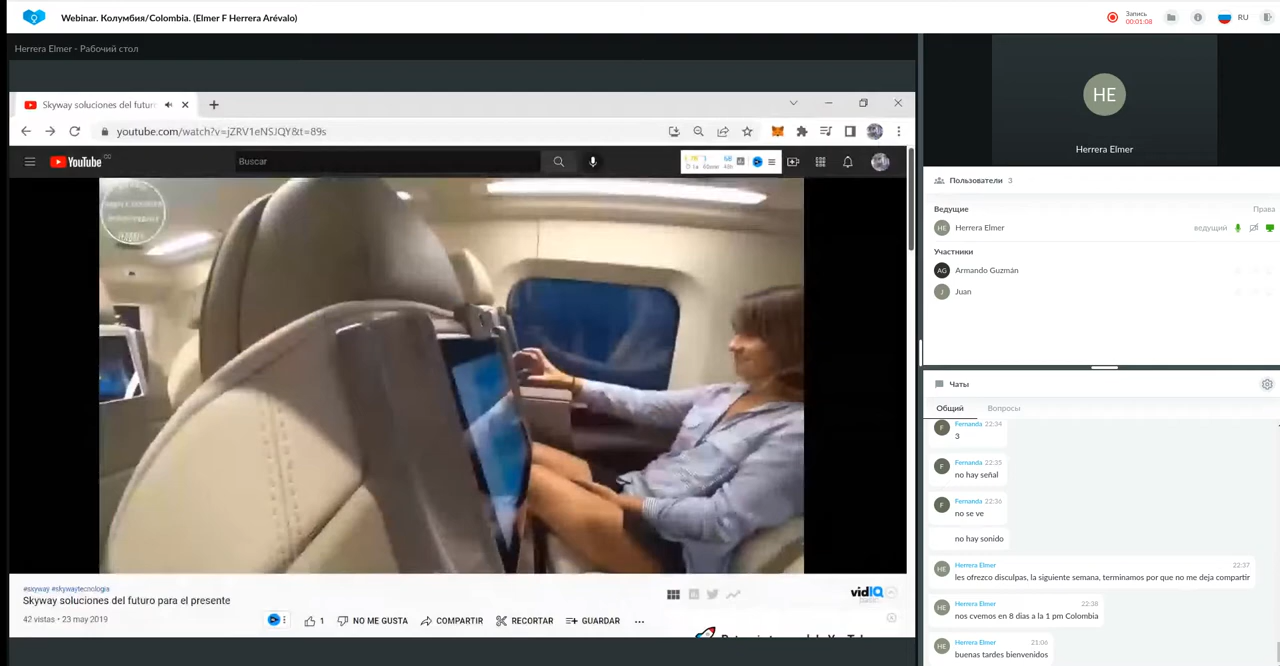 Webinar. Колумбия/Colombia. (Elmer F Herrera Arévalo)
Запись
00:01:08
RU
Herrera Elmer - Рабочий стол
Skyway soluciones del futuro
youtube.com/watch?v=jZRV1eNSJQY&t=89s
YouTube
CO
Buscar
#skyway #skywaytecnologia
Skyway soluciones del futuro para el presente
42 vistas • 23 may 2019
1
NO ME GUSTA
COMPARTIR
RECORTAR
GUARDAR
vidIQ
HE
Herrera Elmer
Пользователи 3
Ведущие
Права
HE
Herrera Elmer
ведущий
Участники
AG
Armando Guzmán
J
Juan
Чаты
Общий
Вопросы
F
Fernanda 22:34
3
F
Fernanda 22:35
no hay señal
F
Fernanda 22:36
no se ve
no hay sonido
HE
Herrera Elmer 22:37
les ofrezco disculpas, la siguiente semana, terminamos por que no me deja compartir
HE
Herrera Elmer 22:38
nos cvemos en 8 dias a la 1 pm Colombia
HE
Herrera Elmer 21:06
buenas tardes bienvenidos